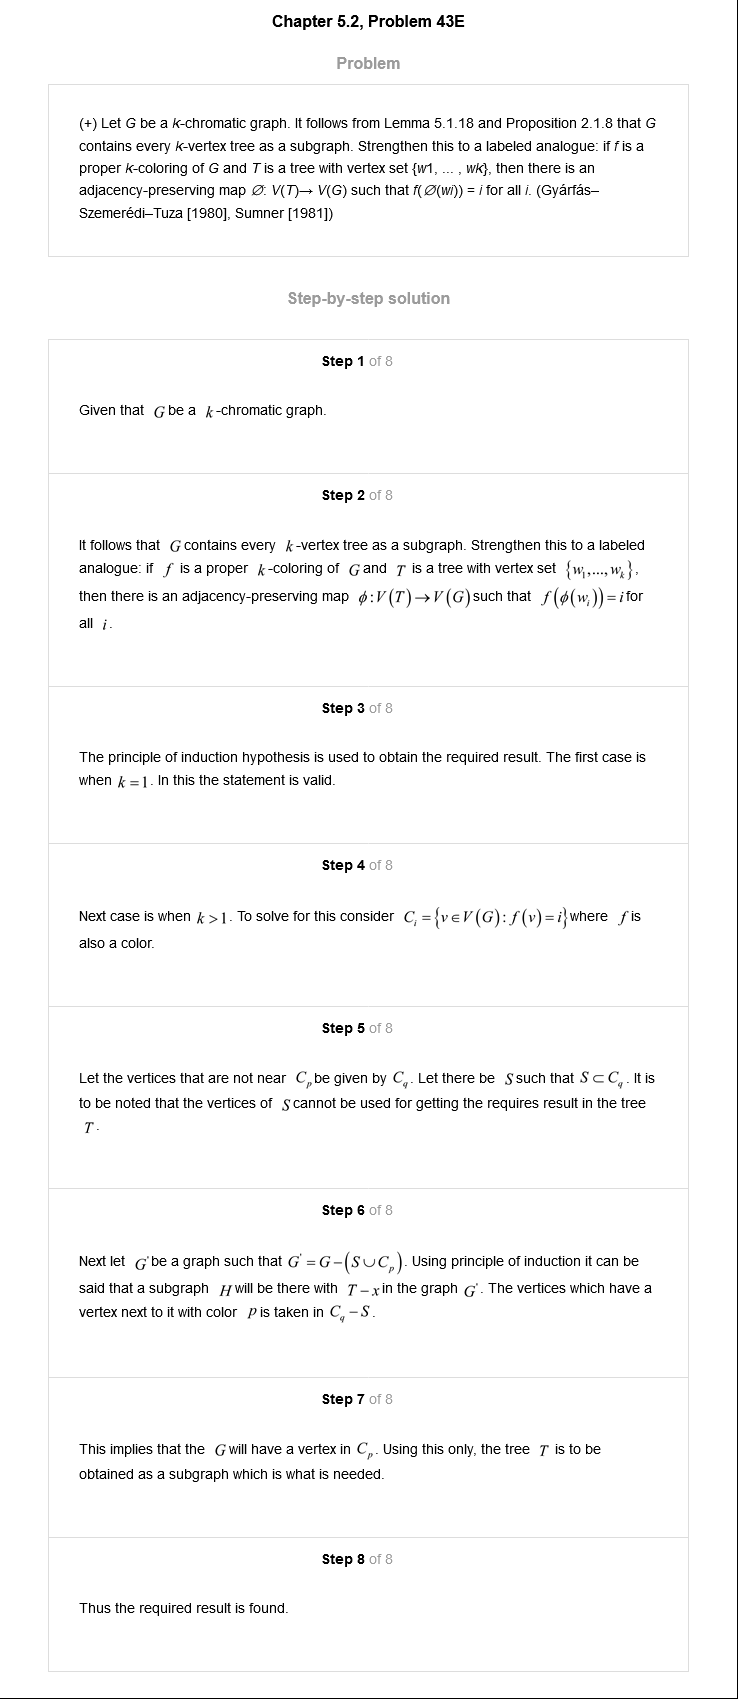 Chapter 5.2, Problem 43E
Problem
(+) Let G be a k-chromatic graph. It follows from Lemma 5.1.18 and Proposition 2.1.8 that G
contains every k-vertex tree as a subgraph. Strengthen this to a labeled analogue: if f is a
proper k-coloring of G and T is a tree with vertex set {w1, ... , wk}, then there is an
adjacency-preserving map ∅: V(T)→ V(G) such that f(∅(wi)) = i for all i. (Gyárfás–
Szemerédi–Tuza [1980], Sumner [1981])
Step-by-step solution
Step 1 of 8
Given that G be a k-chromatic graph.
Step 2 of 8
It follows that G contains every k-vertex tree as a subgraph. Strengthen this to a labeled
analogue: if f is a proper k-coloring of G and T is a tree with vertex set {w₁,...,wₖ},
then there is an adjacency-preserving map ϕ:V(T)→V(G) such that f(ϕ(wᵢ))=i for
all i.
Step 3 of 8
The principle of induction hypothesis is used to obtain the required result. The first case is
when k=1. In this the statement is valid.
Step 4 of 8
Next case is when k>1. To solve for this consider Cᵢ={v∈V(G):f(v)=i} where f is
also a color.
Step 5 of 8
Let the vertices that are not near C_p be given by C_q. Let there be S such that S⊂C_q. It is
to be noted that the vertices of S cannot be used for getting the requires result in the tree
T.
Step 6 of 8
Next let G' be a graph such that G'=G−(S∪C_p). Using principle of induction it can be
said that a subgraph H will be there with T−x in the graph G'. The vertices which have a
vertex next to it with color p is taken in C_q−S.
Step 7 of 8
This implies that the G will have a vertex in C_p. Using this only, the tree T is to be
obtained as a subgraph which is what is needed.
Step 8 of 8
Thus the required result is found.